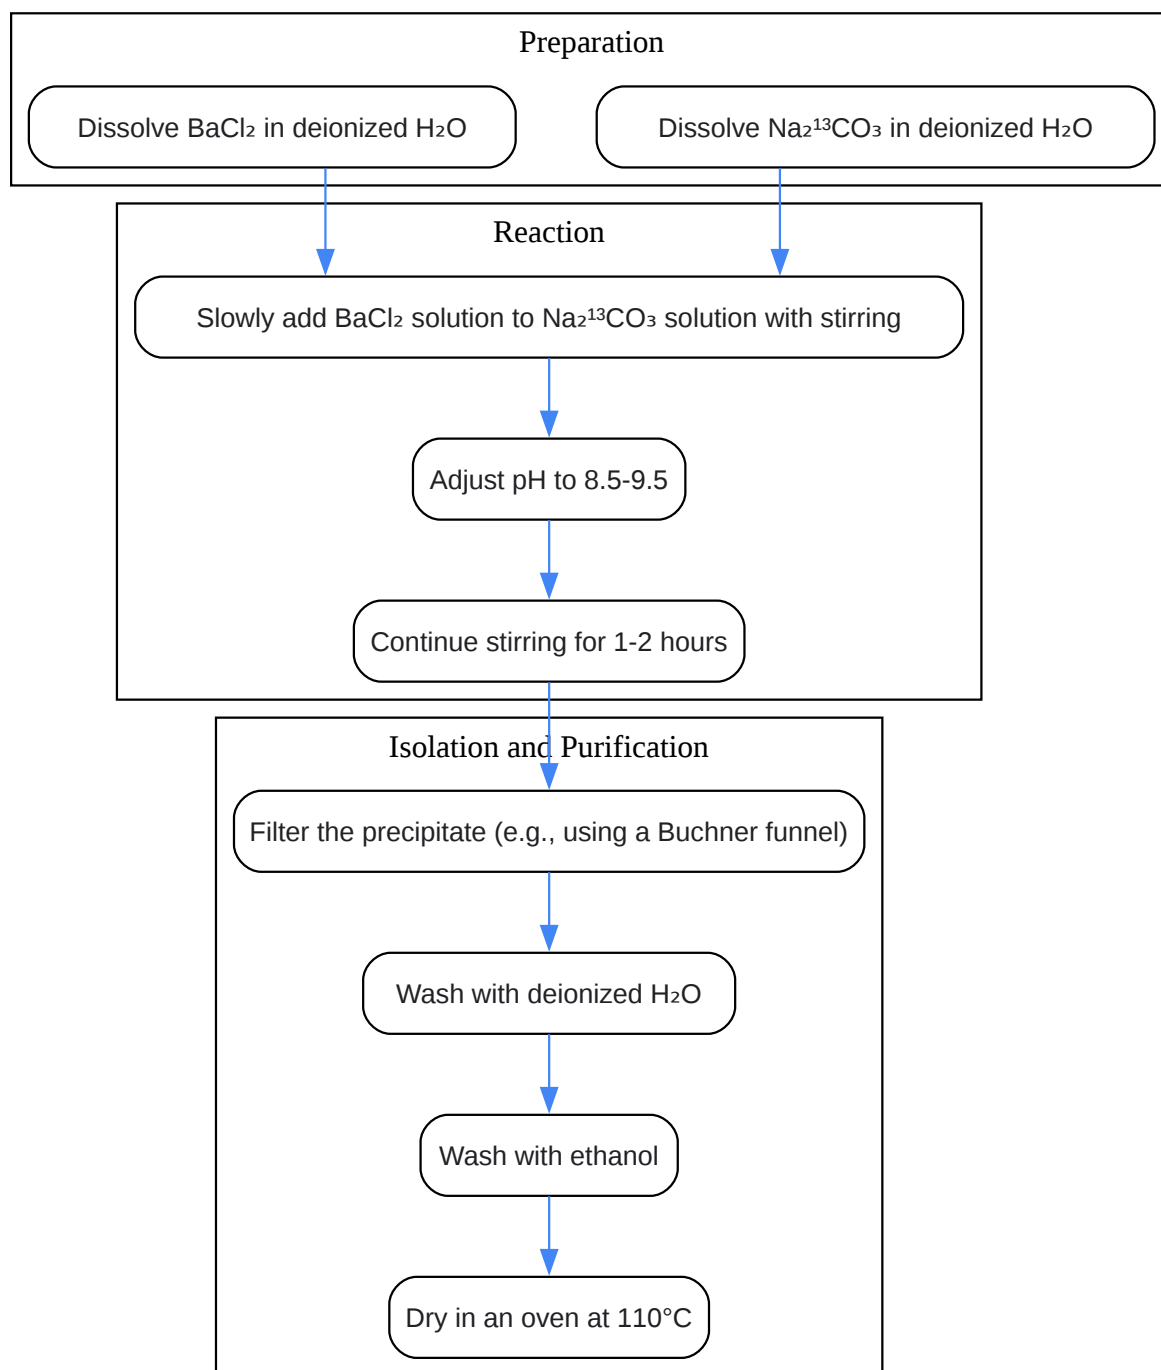 Preparation
Dissolve BaCl₂ in deionized H₂O
Dissolve Na₂¹³CO₃ in deionized H₂O
Reaction
Slowly add BaCl₂ solution to Na₂¹³CO₃ solution with stirring
Adjust pH to 8.5-9.5
Continue stirring for 1-2 hours
Isolation and Purification
Filter the precipitate (e.g., using a Buchner funnel)
Wash with deionized H₂O
Wash with ethanol
Dry in an oven at 110°C